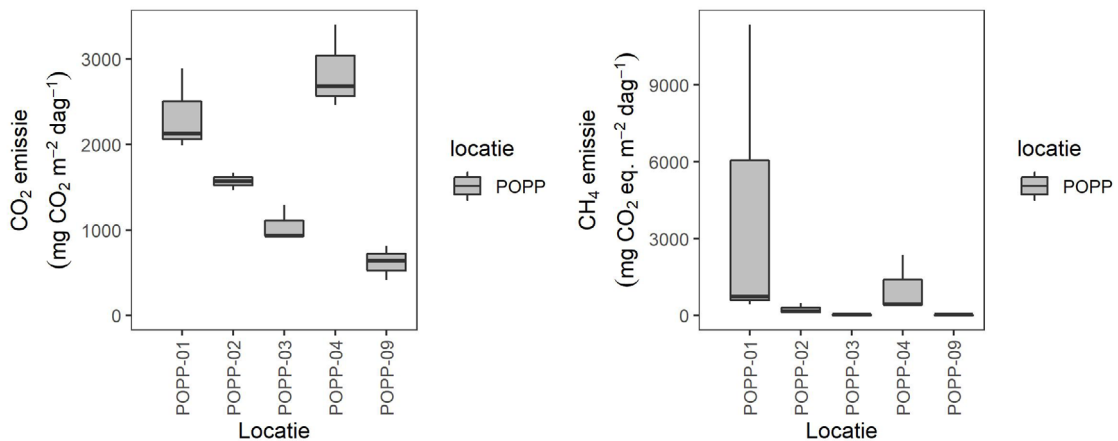 CO₂ emissie
(mg CO₂ m⁻² dag⁻¹)
3000
2000
1000
0
POPP-01
POPP-02
POPP-03
POPP-04
POPP-09
Locatie
locatie
POPP
CH₄ emissie
(mg CO₂ eq. m⁻² dag⁻¹)
9000
6000
3000
0
POPP-01
POPP-02
POPP-03
POPP-04
POPP-09
Locatie
locatie
POPP